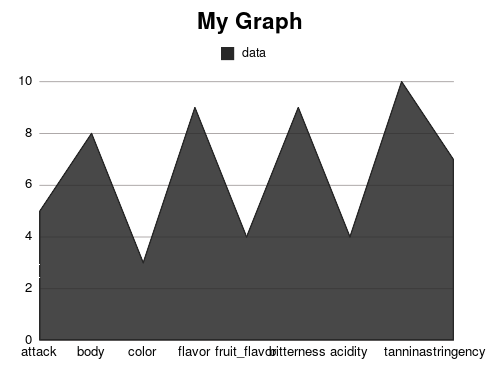 My Graph
data
10
8
6
4
2
0
attack body color flavor fruit_flavor bitterness acidity tannin astringency